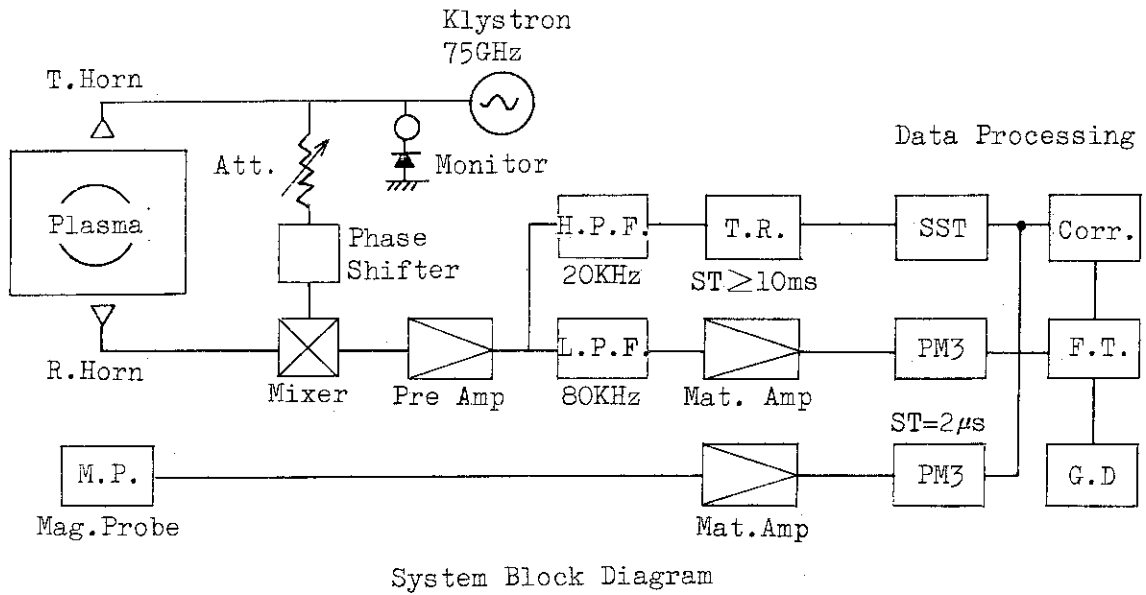 Klystron
75GHz
T.Horn
Data Processing
Att.
Monitor
Plasma
Phase
Shifter
H.P.F.
T.R.
SST
Corr.
20KHz
ST≥10ms
L.P.F.
PM3
F.T.
R.Horn
Mixer
Pre Amp
80KHz
Mat. Amp
ST=2μs
M.P.
PM3
G.D
Mag.Probe
Mat.Amp
System Block Diagram